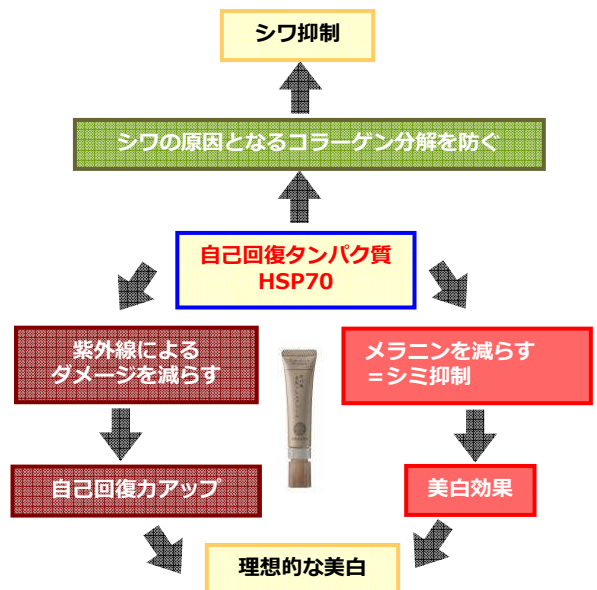 シワ抑制
シワの原因となるコラーゲン分解を防ぐ
自己回復タンパク質
HSP70
紫外線による
ダメージを減らす
メラニンを減らす
＝シミ抑制
自己回復力アップ
美白効果
理想的な美白